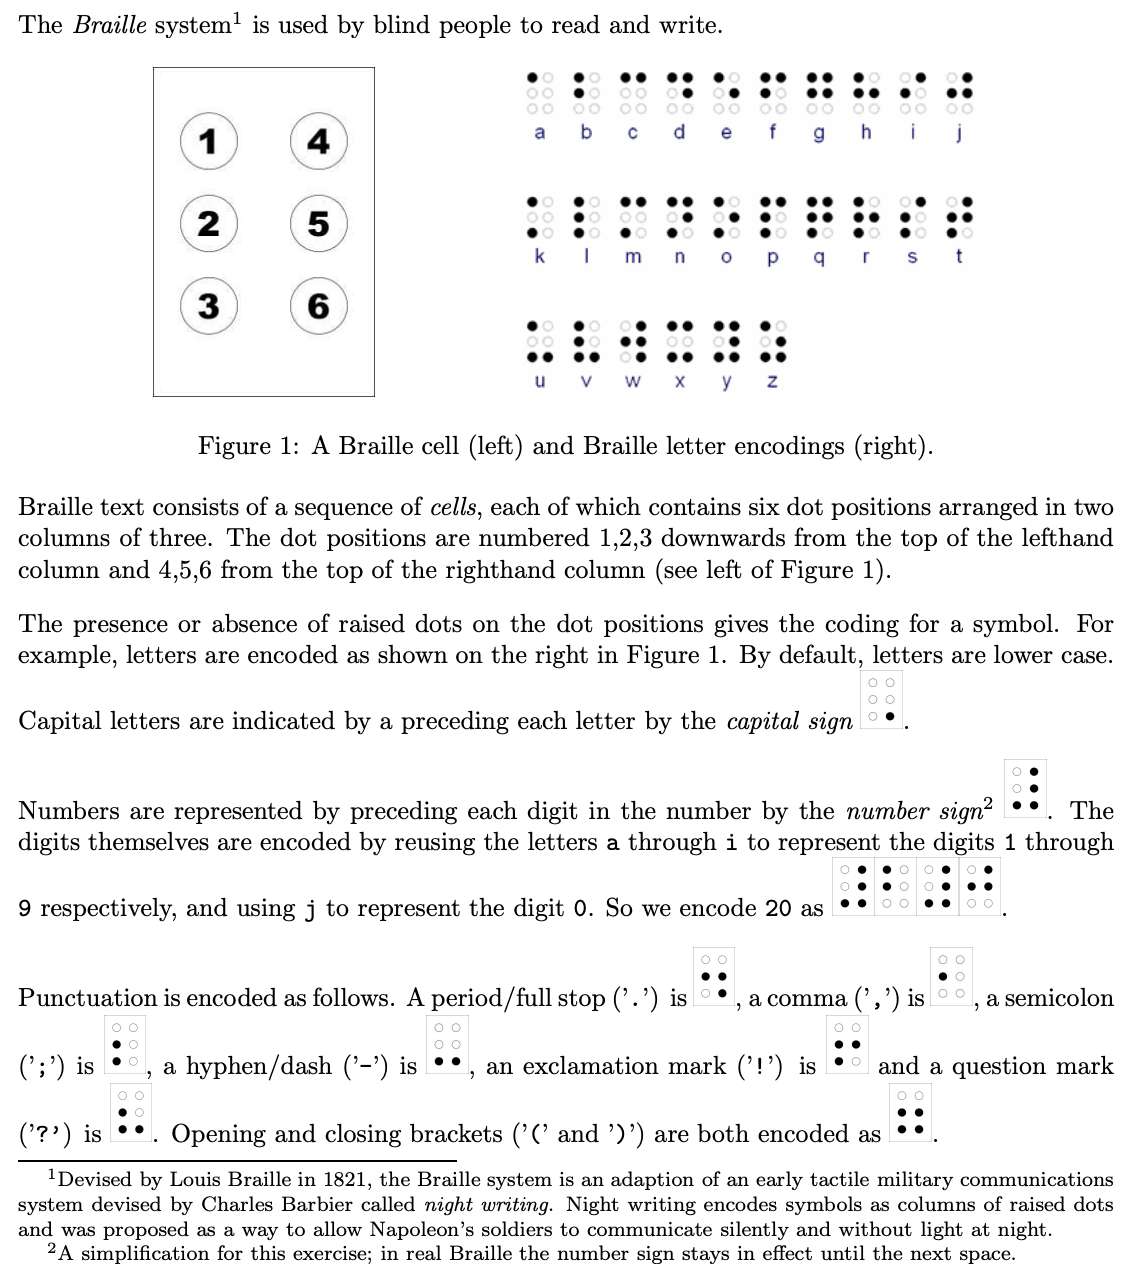 The Braille system1 is used by blind people to read and write.
1 4
2 5
3 6
a b c d e f g h i j
k l m n o p q r s t
u v w x y z
Figure 1: A Braille cell (left) and Braille letter encodings (right).
Braille text consists of a sequence of cells, each of which contains six dot positions arranged in two
columns of three. The dot positions are numbered 1,2,3 downwards from the top of the lefthand
column and 4,5,6 from the top of the righthand column (see left of Figure 1).
The presence or absence of raised dots on the dot positions gives the coding for a symbol. For
example, letters are encoded as shown on the right in Figure 1. By default, letters are lower case.
Capital letters are indicated by a preceding each letter by the capital sign ⠠.
Numbers are represented by preceding each digit in the number by the number sign2 ⠼. The
digits themselves are encoded by reusing the letters a through i to represent the digits 1 through
9 respectively, and using j to represent the digit 0. So we encode 20 as ⠼⠃⠼⠚.
Punctuation is encoded as follows. A period/full stop ('.') is ⠲, a comma (',') is ⠂, a semicolon
(';') is ⠆, a hyphen/dash ('-') is ⠤, an exclamation mark ('!') is ⠖ and a question mark
('?') is ⠦. Opening and closing brackets ('(' and ')') are both encoded as ⠶.
1Devised by Louis Braille in 1821, the Braille system is an adaption of an early tactile military communications
system devised by Charles Barbier called night writing. Night writing encodes symbols as columns of raised dots
and was proposed as a way to allow Napoleon's soldiers to communicate silently and without light at night.
2A simplification for this exercise; in real Braille the number sign stays in effect until the next space.